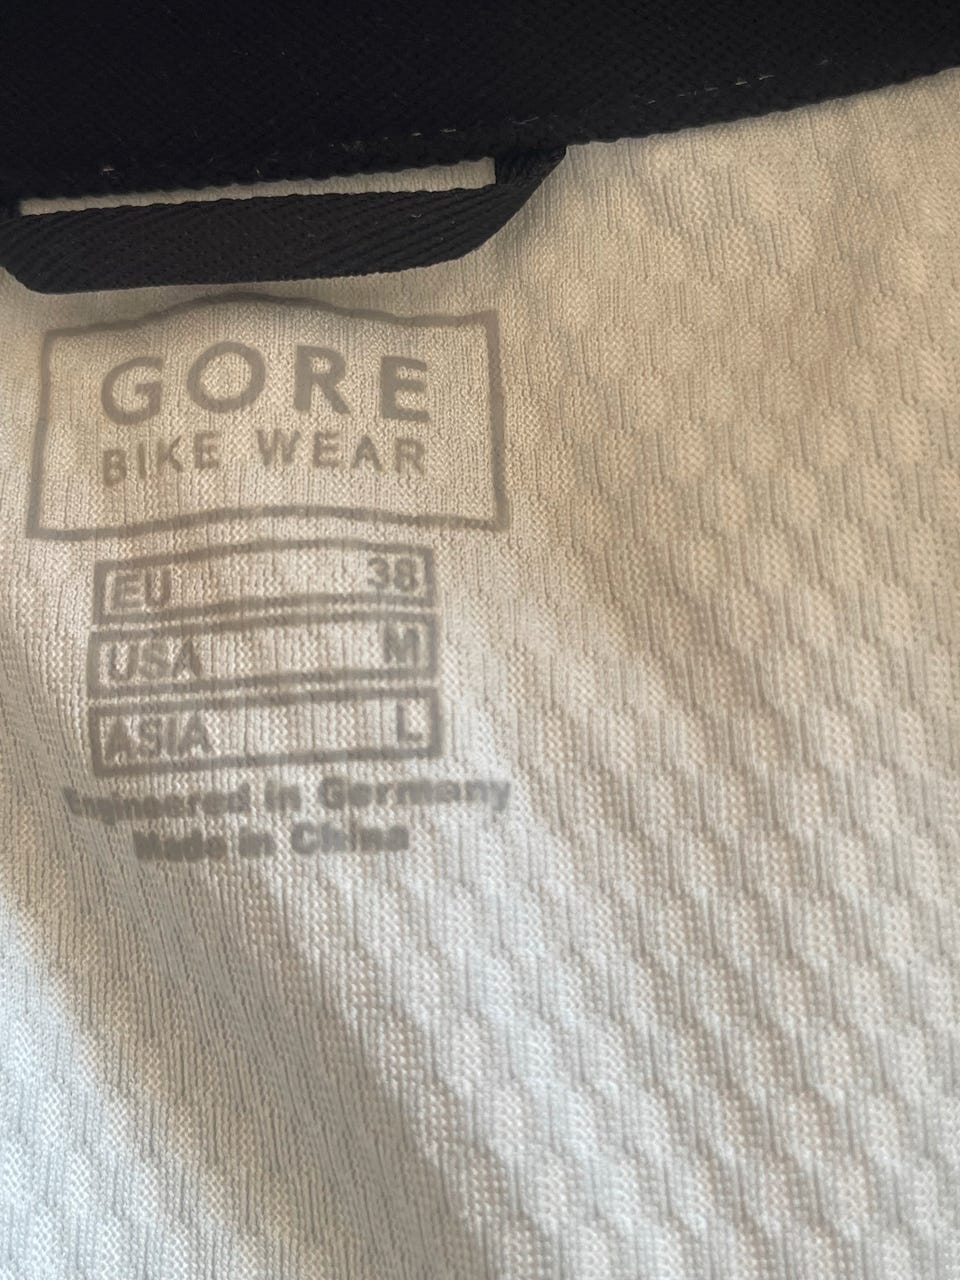 GORE
BIKE WEAR
EU 38
USA M
ASIA L
Engineered in Germany
Made in China